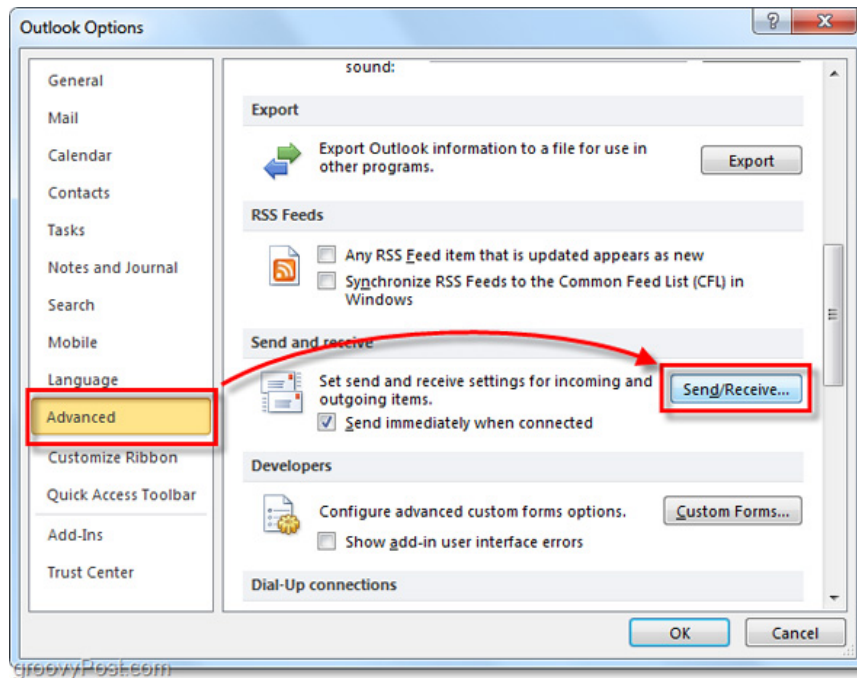 Outlook Options
General
Mail
Calendar
Contacts
Tasks
Notes and Journal
Search
Mobile
Language
Advanced
Customize Ribbon
Quick Access Toolbar
Add-Ins
Trust Center
sound:
Export
Export Outlook information to a file for use in
other programs.
Export
RSS Feeds
Any RSS Feed item that is updated appears as new
Synchronize RSS Feeds to the Common Feed List (CFL) in
Windows
Send and receive
Set send and receive settings for incoming and
outgoing items.
Send/Receive...
Send immediately when connected
Developers
Configure advanced custom forms options.
Custom Forms...
Show add-in user interface errors
Dial-Up connections
OK
Cancel
groovyPost.com